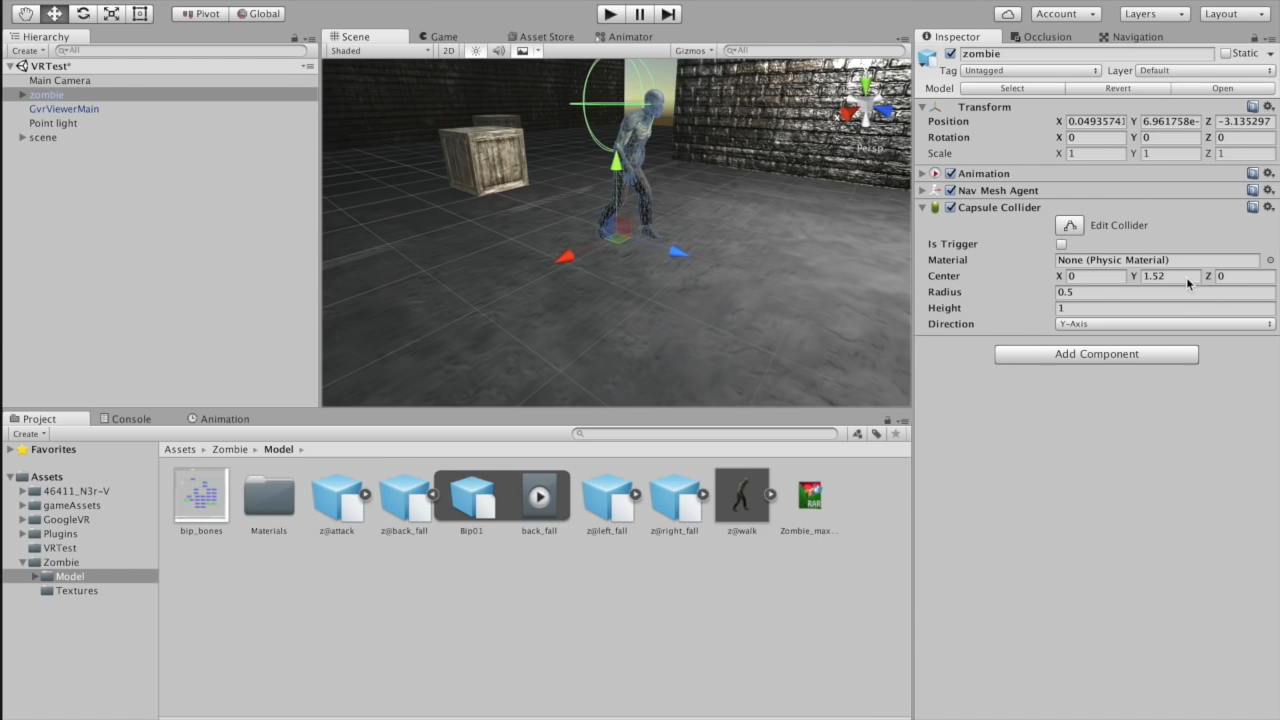 Pivot Global Account Layers Layout
Hierarchy
Create All
VRTest*
Main Camera
zombie
GvrViewerMain
Point light
scene
Scene Game Asset Store Animator
Shaded 2D Gizmos All
Persp
Inspector Occlusion Navigation
zombie Static
Tag Untagged Layer Default
Model Select Revert Open
Transform
Position X 0.04935741 Y 6.961758e- Z -3.135297
Rotation X 0 Y 0 Z 0
Scale X 1 Y 1 Z 1
Animation
Nav Mesh Agent
Capsule Collider
Edit Collider
Is Trigger
Material None (Physic Material)
Center X 0 Y 1.52 Z 0
Radius 0.5
Height 1
Direction Y-Axis
Add Component
Project Console Animation
Create
Favorites
Assets
46411_N3r-V
gameAssets
GoogleVR
Plugins
VRTest
Zombie
Model
Textures
Assets Zombie Model
RAR
bip_bones Materials z@attack z@back_fall Bip01 back_fall z@left_fall z@right_fall z@walk Zombie_max...